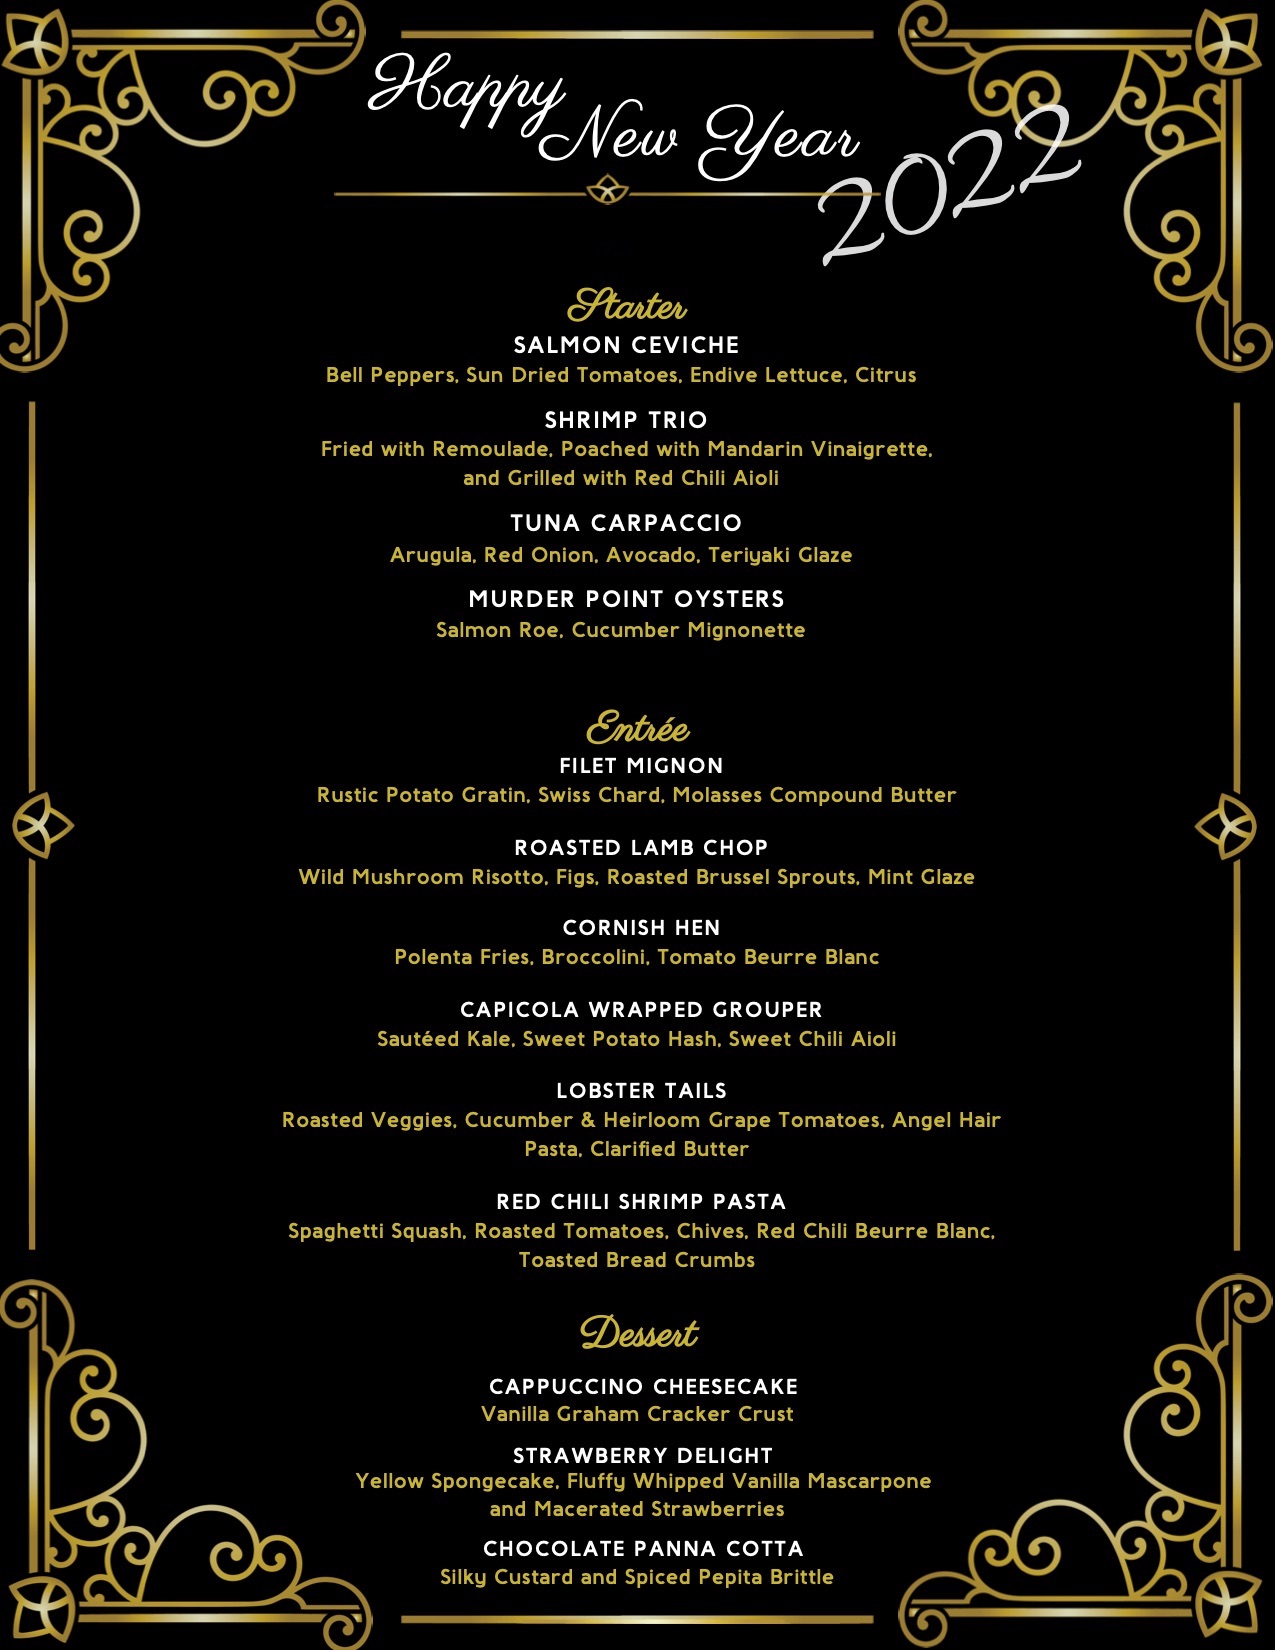 Happy
New Year
2022
Starter
SALMON CEVICHE
Bell Peppers, Sun Dried Tomatoes, Endive Lettuce, Citrus
SHRIMP TRIO
Fried with Remoulade, Poached with Mandarin Vinaigrette,
and Grilled with Red Chili Aioli
TUNA CARPACCIO
Arugula, Red Onion, Avocado, Teriyaki Glaze
MURDER POINT OYSTERS
Salmon Roe, Cucumber Mignonette
Entrée
FILET MIGNON
Rustic Potato Gratin, Swiss Chard, Molasses Compound Butter
ROASTED LAMB CHOP
Wild Mushroom Risotto, Figs, Roasted Brussel Sprouts, Mint Glaze
CORNISH HEN
Polenta Fries, Broccolini, Tomato Beurre Blanc
CAPICOLA WRAPPED GROUPER
Sautéed Kale, Sweet Potato Hash, Sweet Chili Aioli
LOBSTER TAILS
Roasted Veggies, Cucumber & Heirloom Grape Tomatoes, Angel Hair
Pasta, Clarified Butter
RED CHILI SHRIMP PASTA
Spaghetti Squash, Roasted Tomatoes, Chives, Red Chili Beurre Blanc,
Toasted Bread Crumbs
Dessert
CAPPUCCINO CHEESECAKE
Vanilla Graham Cracker Crust
STRAWBERRY DELIGHT
Yellow Spongecake, Fluffy Whipped Vanilla Mascarpone
and Macerated Strawberries
CHOCOLATE PANNA COTTA
Silky Custard and Spiced Pepita Brittle